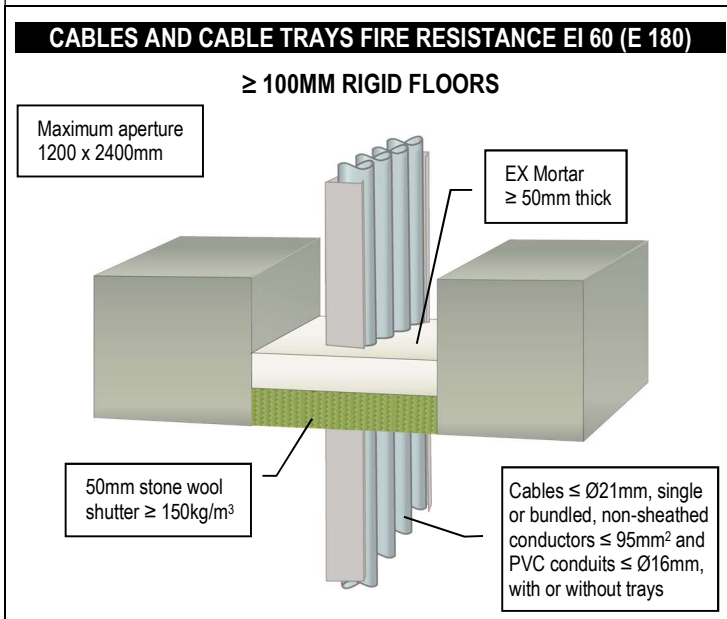 CABLES AND CABLE TRAYS FIRE RESISTANCE EI 60 (E 180)
≥ 100MM RIGID FLOORS
Maximum aperture
1200 x 2400mm
EX Mortar
≥ 50mm thick
50mm stone wool
shutter ≥ 150kg/m³
Cables ≤ Ø21mm, single
or bundled, non-sheathed
conductors ≤ 95mm² and
PVC conduits ≤ Ø16mm,
with or without trays